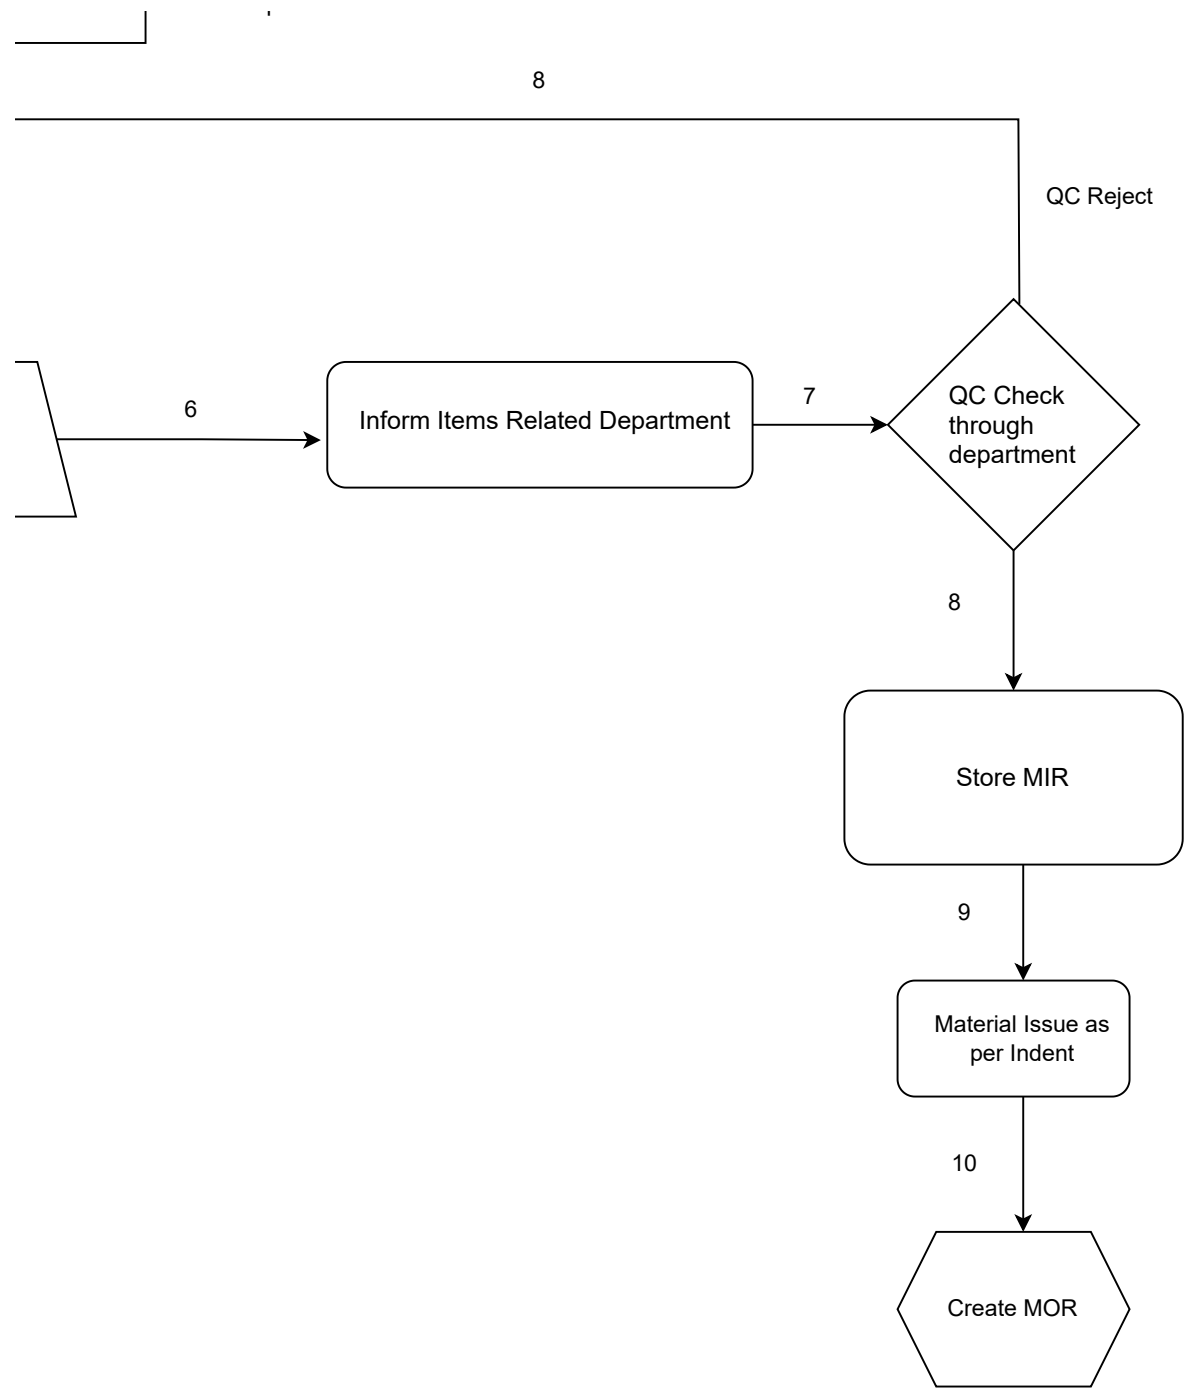 8
QC Reject
6
Inform Items Related Department
7
QC Check
through
department
8
Store MIR
9
Material Issue as
per Indent
10
Create MOR